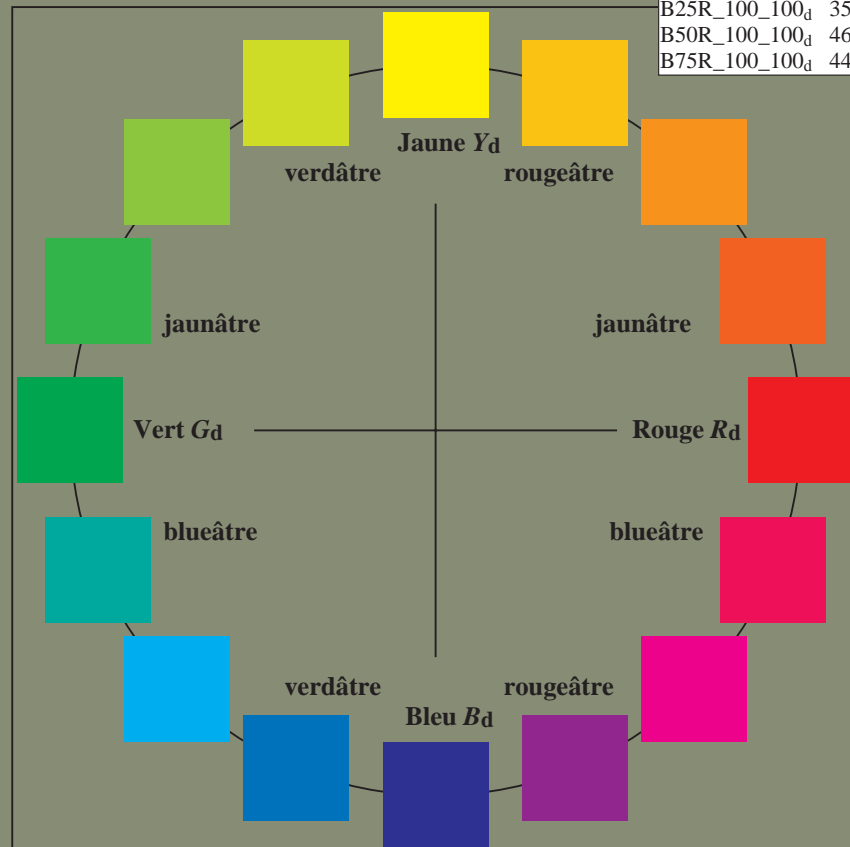 B25R_100_100d 35
B50R_100_100d 46
B75R_100_100d 44
Jaune Yd
verdâtre rougeâtre
jaunâtre jaunâtre
Vert Gd Rouge Rd
blueâtre blueâtre
verdâtre rougeâtre
Bleu Bd